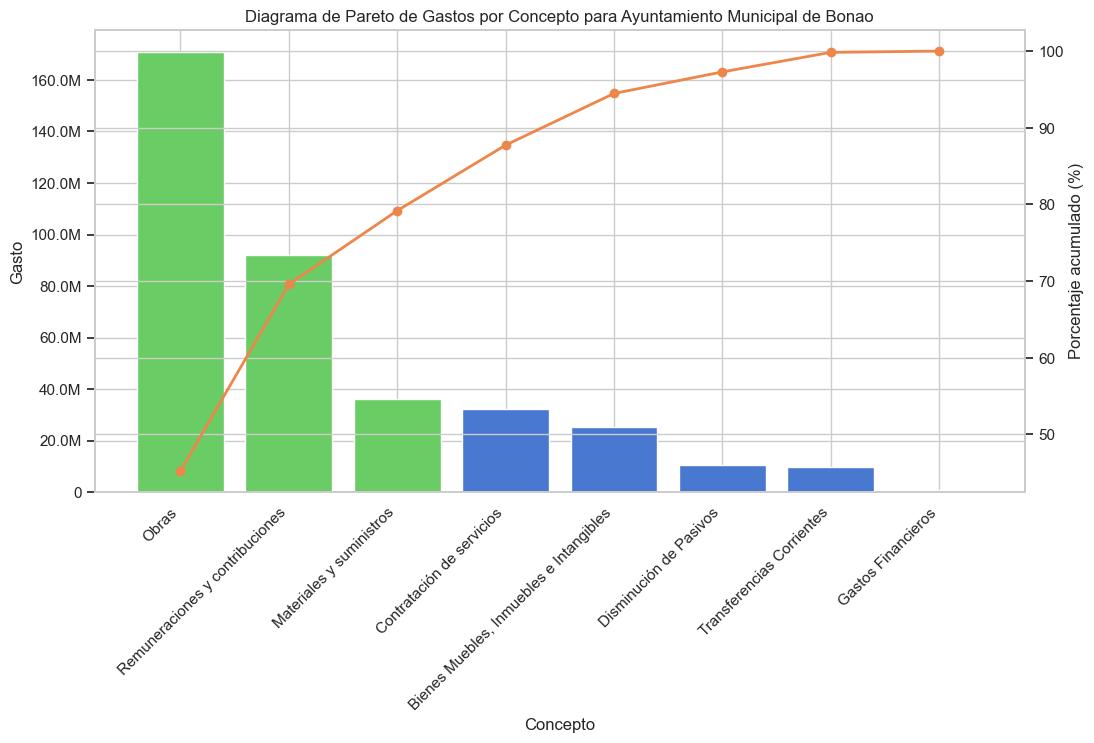 Diagrama de Pareto de Gastos por Concepto para Ayuntamiento Municipal de Bonao
Gasto
160.0M
140.0M
120.0M
100.0M
80.0M
60.0M
40.0M
20.0M
0
100
90
80
70
60
50
Porcentaje acumulado (%)
Obras
Remuneraciones y contribuciones
Materiales y suministros
Contratación de servicios
Bienes Muebles, Inmuebles e Intangibles
Disminución de Pasivos
Transferencias Corrientes
Gastos Financieros
Concepto